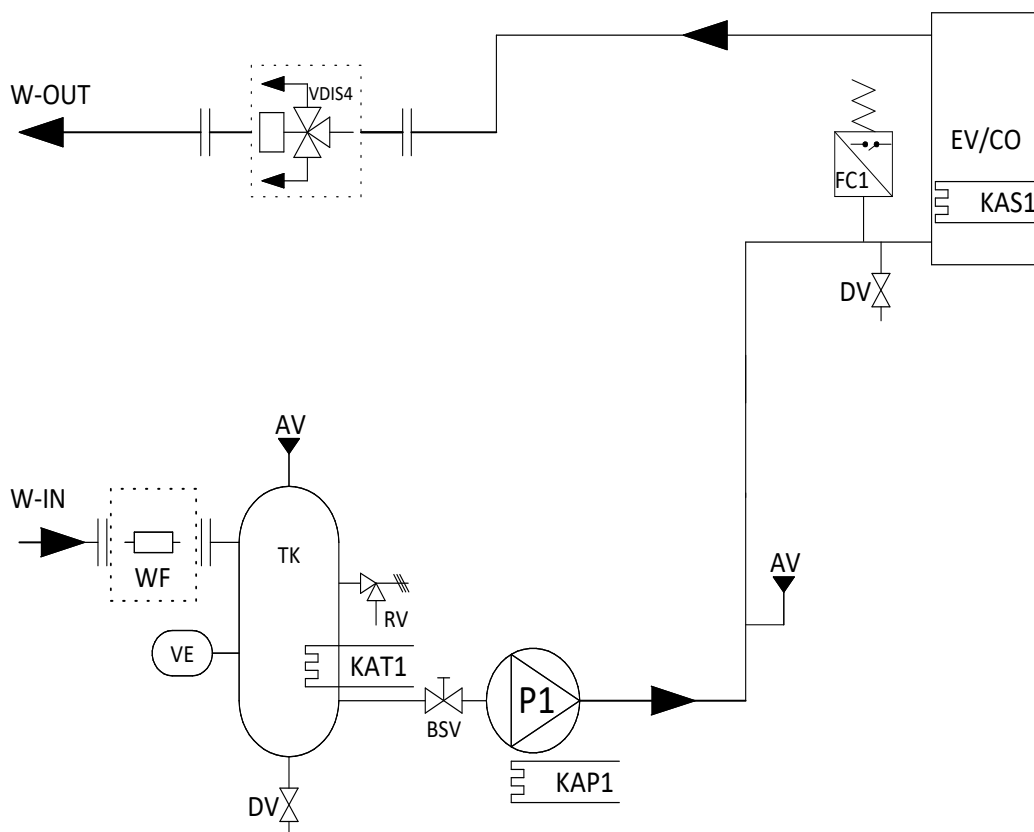 W-OUT
VDIS4
EV/CO
FC1
KAS1
DV
AV
W-IN
TK
WF
AV
RV
VE
KAT1
P1
BSV
KAP1
DV